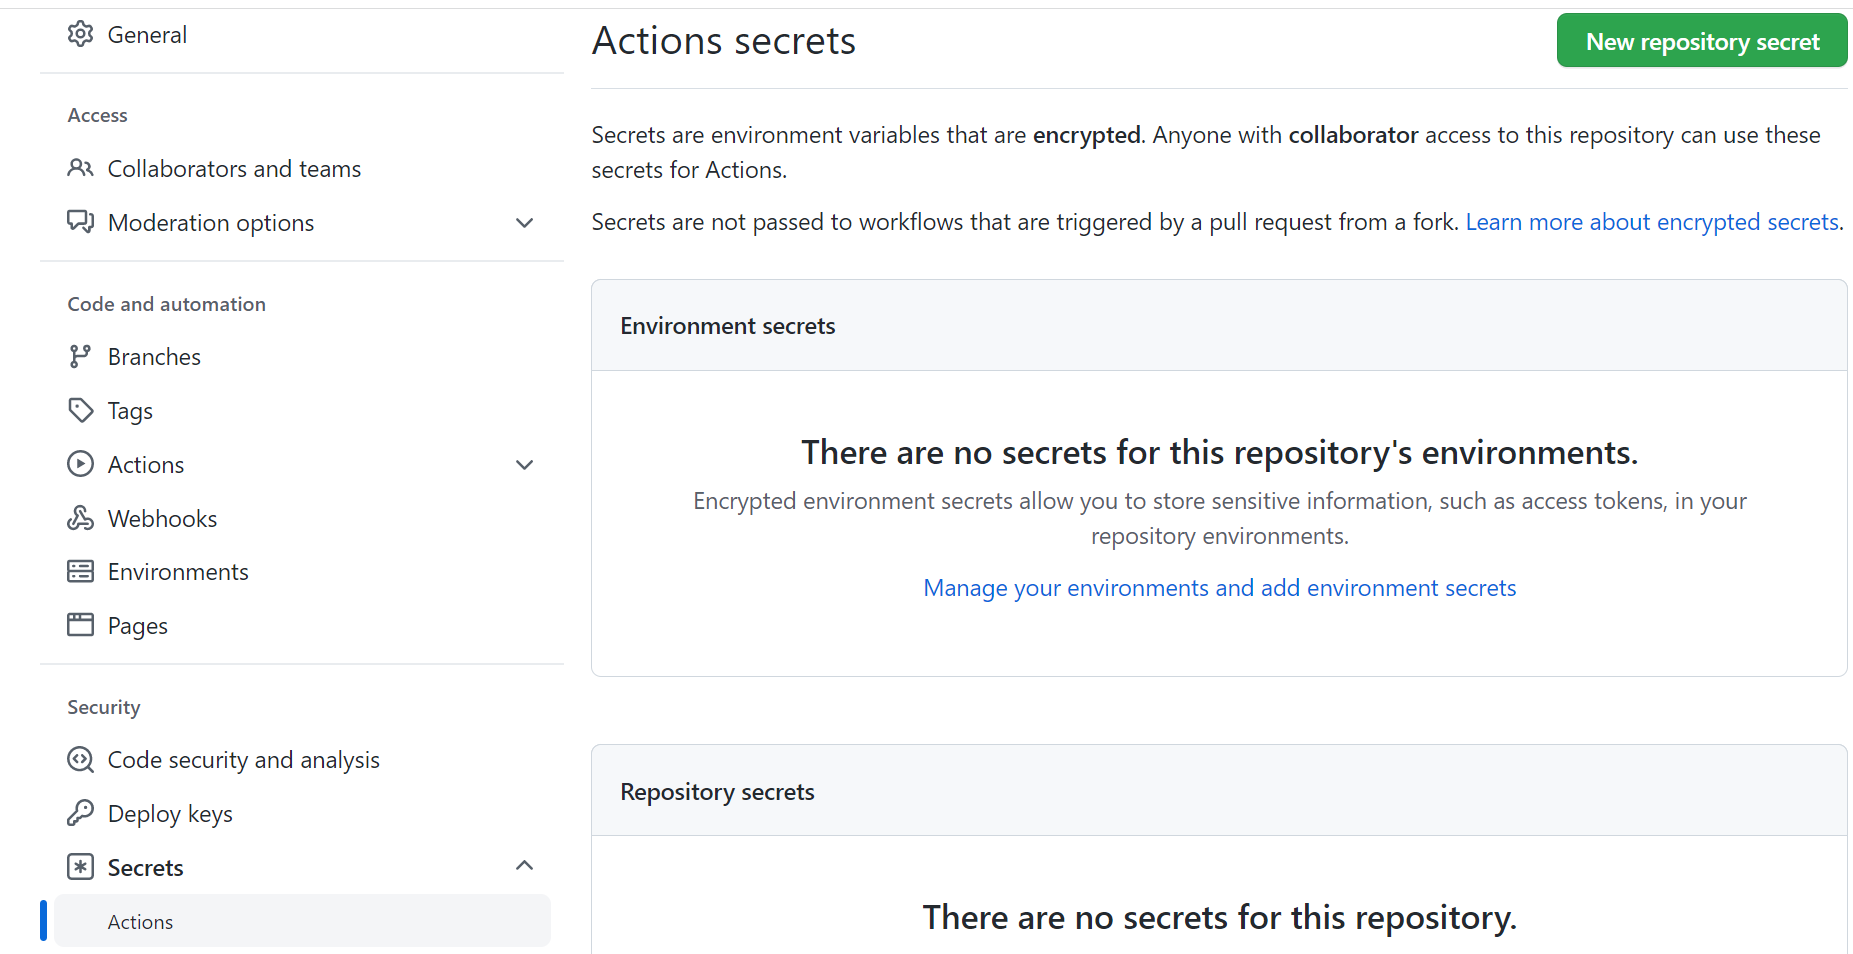 General
Access
Collaborators and teams
Moderation options
Code and automation
Branches
Tags
Actions
Webhooks
Environments
Pages
Security
Code security and analysis
Deploy keys
Secrets
Actions
Actions secrets
New repository secret
Secrets are environment variables that are encrypted. Anyone with collaborator access to this repository can use these
secrets for Actions.
Secrets are not passed to workflows that are triggered by a pull request from a fork. Learn more about encrypted secrets.
Environment secrets
There are no secrets for this repository's environments.
Encrypted environment secrets allow you to store sensitive information, such as access tokens, in your
repository environments.
Manage your environments and add environment secrets
Repository secrets
There are no secrets for this repository.